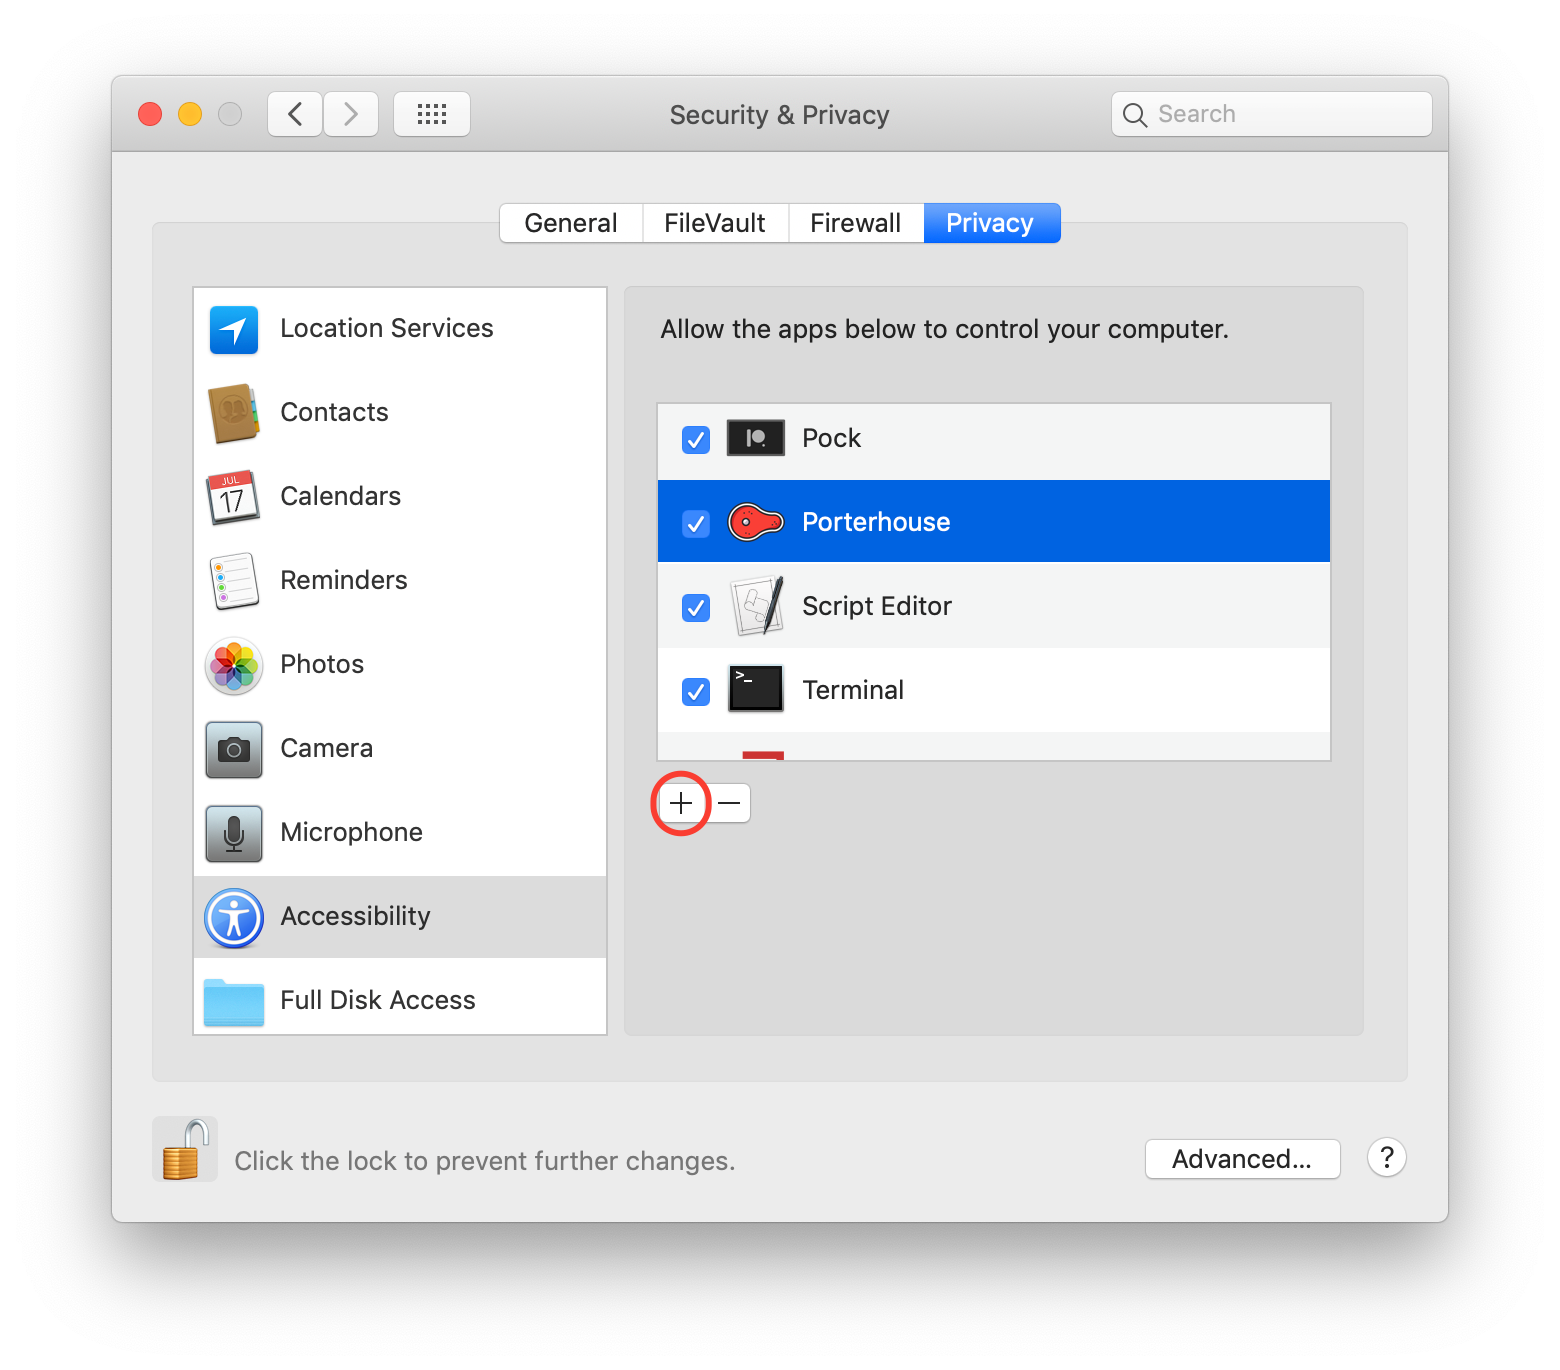 Security & Privacy
Search
General
FileVault
Firewall
Privacy
Location Services
Contacts
JUL
17
Calendars
Reminders
Photos
Camera
Microphone
Accessibility
Full Disk Access
Allow the apps below to control your computer.
Pock
Porterhouse
Script Editor
>_
Terminal
Click the lock to prevent further changes.
Advanced...
?